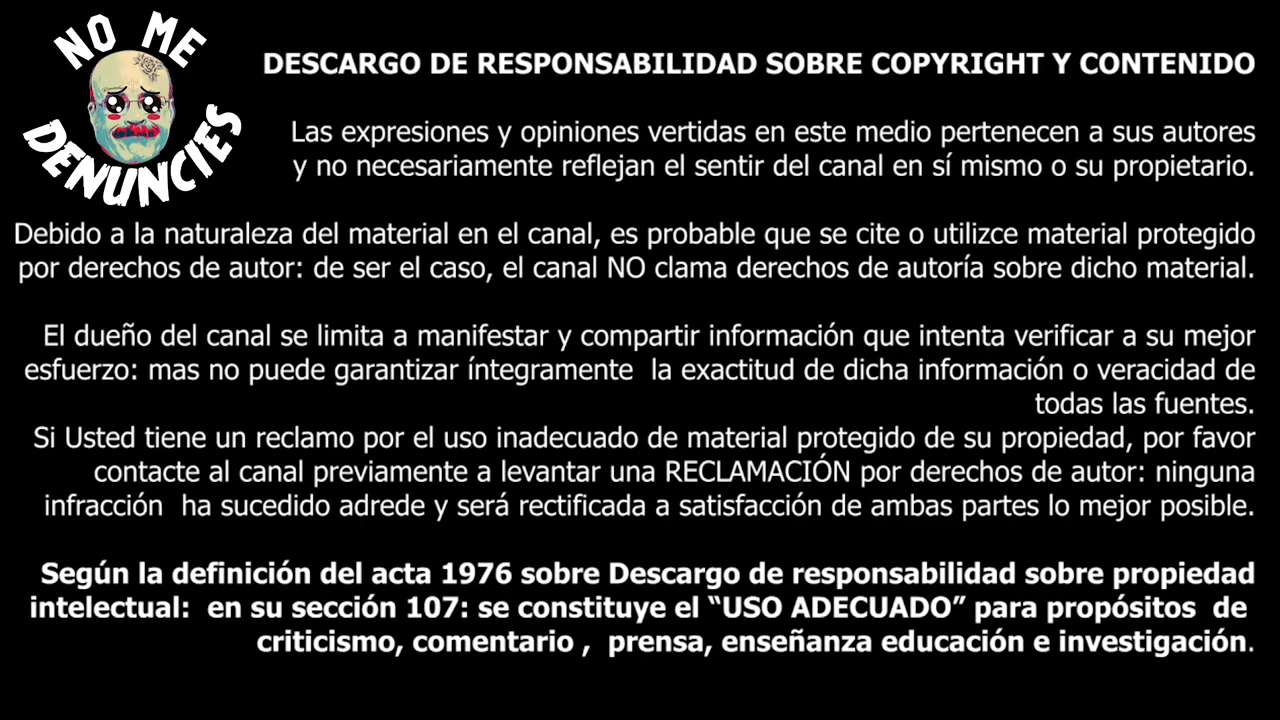 NO ME
DENUNCIES
DESCARGO DE RESPONSABILIDAD SOBRE COPYRIGHT Y CONTENIDO
Las expresiones y opiniones vertidas en este medio pertenecen a sus autores
y no necesariamente reflejan el sentir del canal en sí mismo o su propietario.
Debido a la naturaleza del material en el canal, es probable que se cite o utilizce material protegido
por derechos de autor: de ser el caso, el canal NO clama derechos de autoría sobre dicho material.
El dueño del canal se limita a manifestar y compartir información que intenta verificar a su mejor
esfuerzo: mas no puede garantizar íntegramente  la exactitud de dicha información o veracidad de
todas las fuentes.
Si Usted tiene un reclamo por el uso inadecuado de material protegido de su propiedad, por favor
contacte al canal previamente a levantar una RECLAMACIÓN por derechos de autor: ninguna
infracción  ha sucedido adrede y será rectificada a satisfacción de ambas partes lo mejor posible.
Según la definición del acta 1976 sobre Descargo de responsabilidad sobre propiedad
intelectual:  en su sección 107: se constituye el “USO ADECUADO” para propósitos  de
criticismo, comentario ,  prensa, enseñanza educación e investigación.